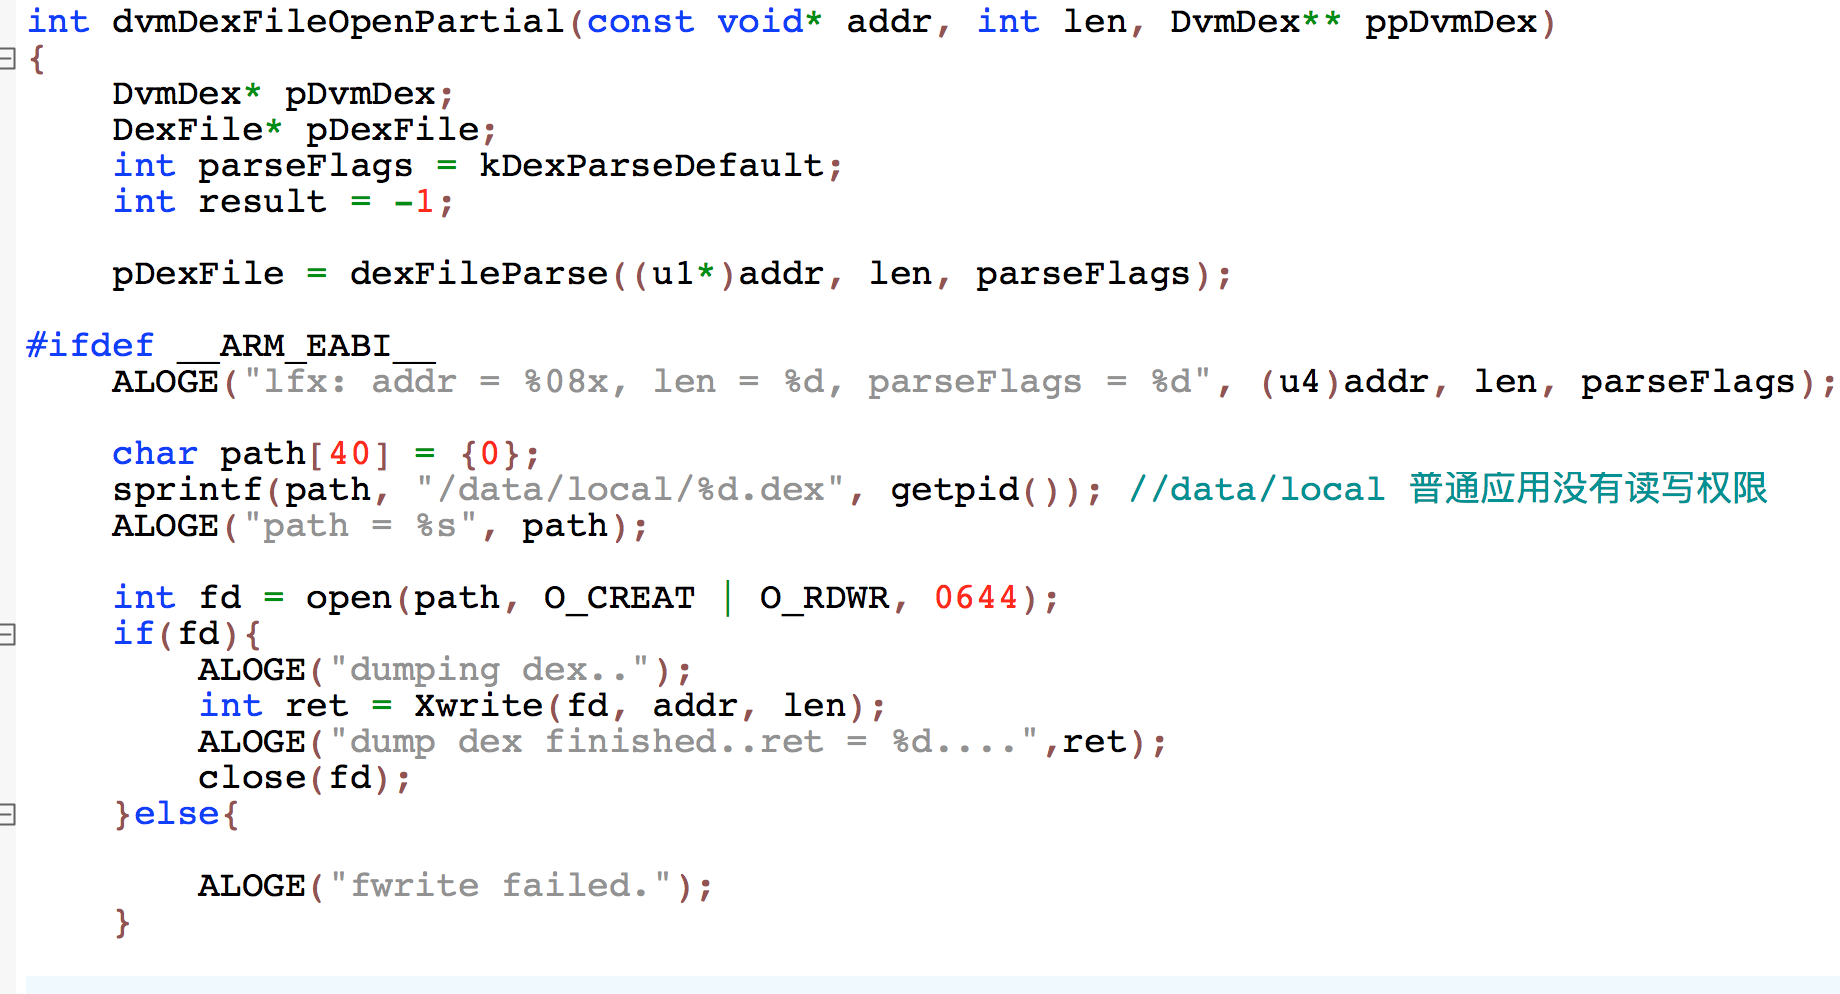 int dvmDexFileOpenPartial(const void* addr, int len, DvmDex** ppDvmDex)
{
    DvmDex* pDvmDex;
    DexFile* pDexFile;
    int parseFlags = kDexParseDefault;
    int result = -1;
    pDexFile = dexFileParse((u1*)addr, len, parseFlags);
#ifdef __ARM_EABI__
    ALOGE("lfx: addr = %08x, len = %d, parseFlags = %d", (u4)addr, len, parseFlags);
    char path[40] = {0};
    sprintf(path, "/data/local/%d.dex", getpid()); //data/local 普通应用没有读写权限
    ALOGE("path = %s", path);
    int fd = open(path, O_CREAT | O_RDWR, 0644);
    if(fd){
        ALOGE("dumping dex..");
        int ret = Xwrite(fd, addr, len);
        ALOGE("dump dex finished..ret = %d....",ret);
        close(fd);
    }else{
        ALOGE("fwrite failed.");
    }